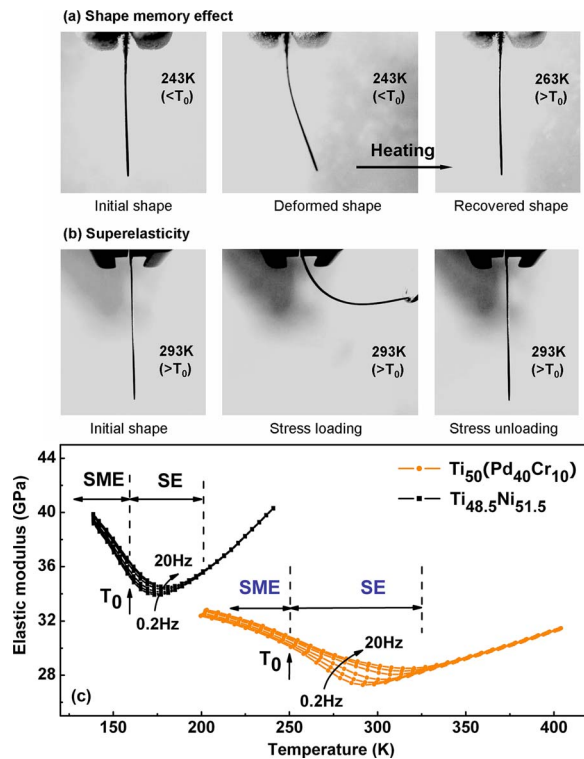 (a) Shape memory effect
243K
(<T₀)
243K
(<T₀)
263K
(>T₀)
Heating
Initial shape
Deformed shape
Recovered shape
(b) Superelasticity
293K
(>T₀)
293K
(>T₀)
293K
(>T₀)
Initial shape
Stress loading
Stress unloading
44
40
36
32
28
Elastic modulus (GPa)
SME
SE
Ti₅₀(Pd₄₀Cr₁₀)
Ti₄₈.₅Ni₅₁.₅
20Hz
T₀
0.2Hz
SME
SE
20Hz
T₀
0.2Hz
(c)
150
200
250
300
350
400
Temperature (K)